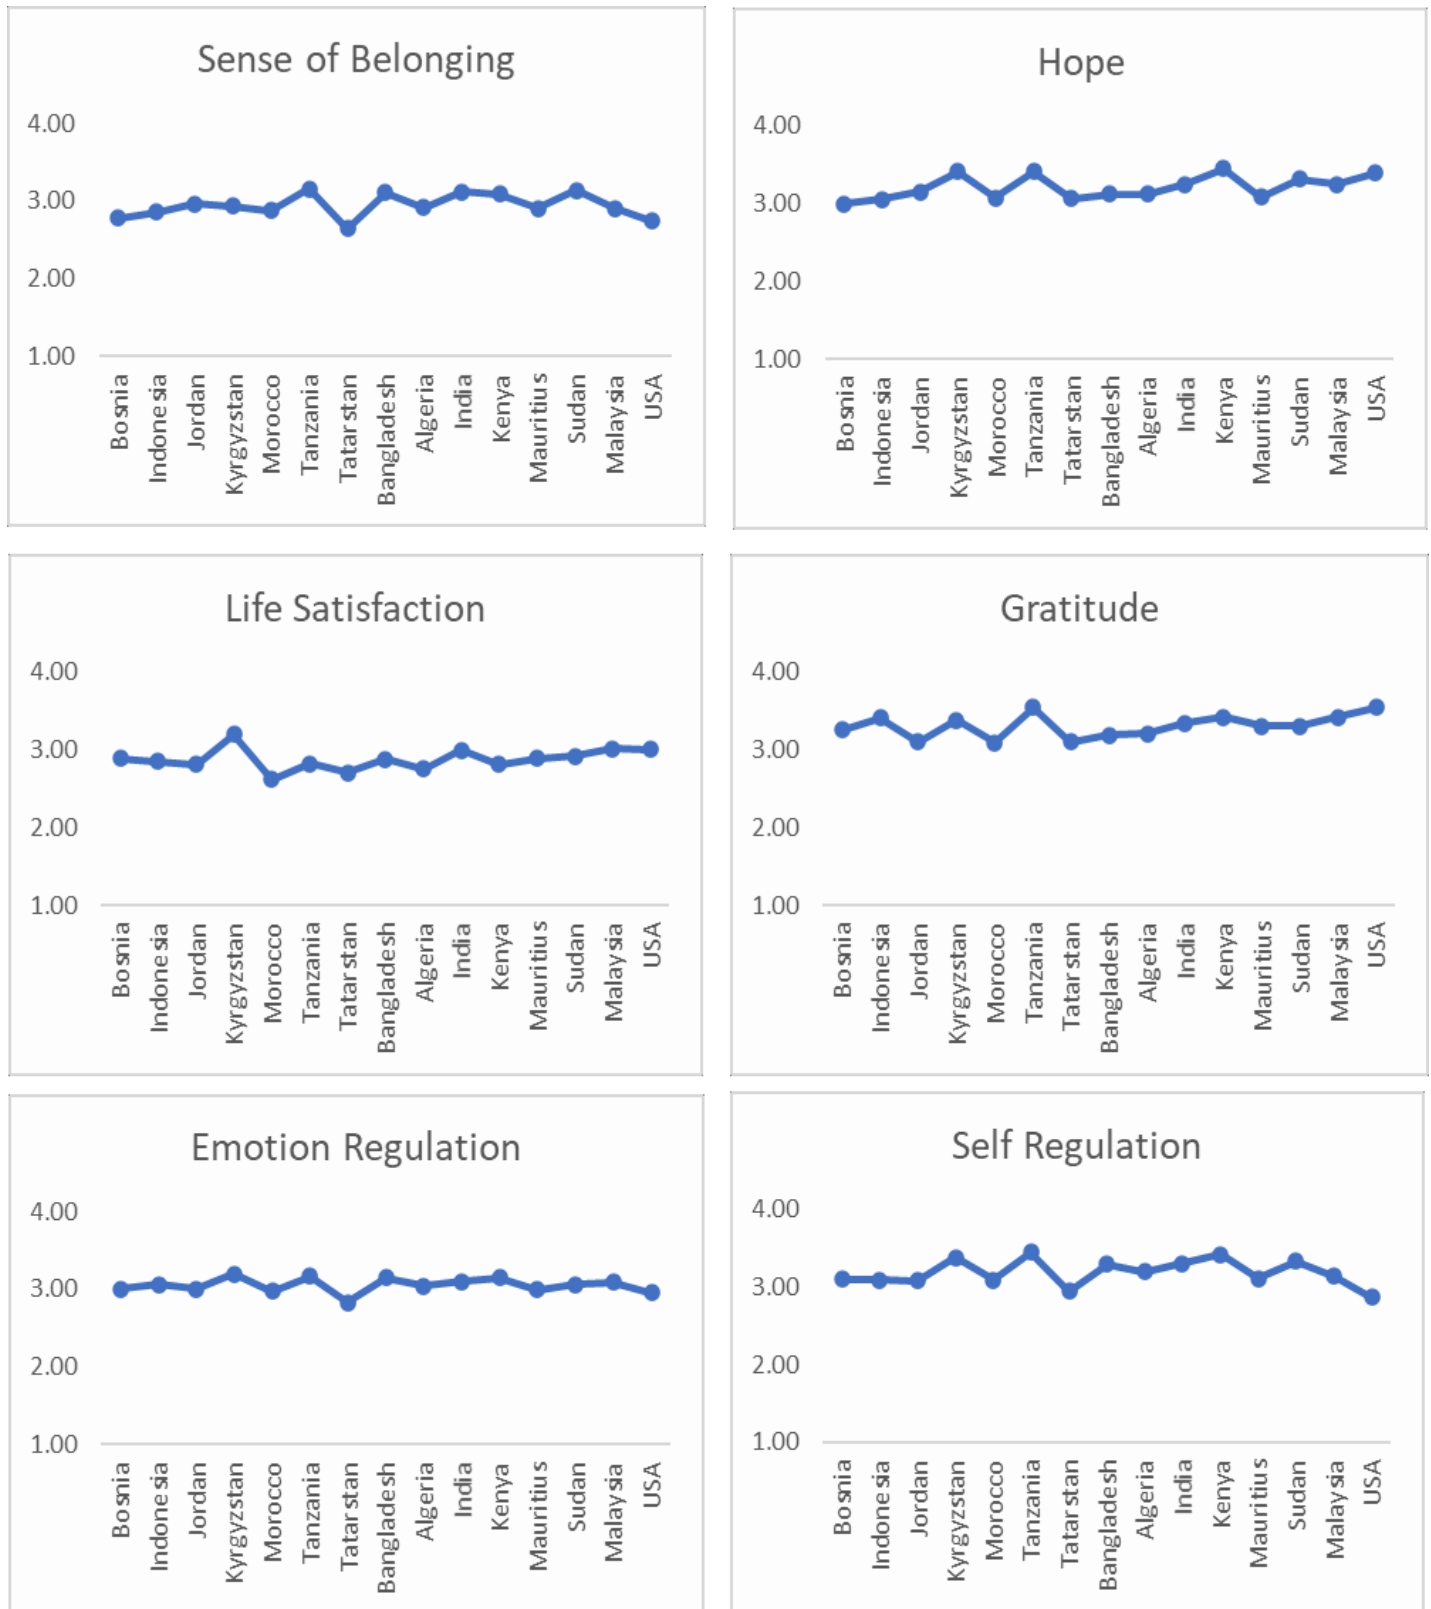 Sense of Belonging
4.00
3.00
2.00
1.00
Bosnia
Indonesia
Jordan
Kyrgyzstan
Morocco
Tanzania
Tatarstan
Bangladesh
Algeria
India
Kenya
Mauritius
Sudan
Malaysia
USA
Hope
4.00
3.00
2.00
1.00
Bosnia
Indonesia
Jordan
Kyrgyzstan
Morocco
Tanzania
Tatarstan
Bangladesh
Algeria
India
Kenya
Mauritius
Sudan
Malaysia
USA
Life Satisfaction
4.00
3.00
2.00
1.00
Bosnia
Indonesia
Jordan
Kyrgyzstan
Morocco
Tanzania
Tatarstan
Bangladesh
Algeria
India
Kenya
Mauritius
Sudan
Malaysia
USA
Gratitude
4.00
3.00
2.00
1.00
Bosnia
Indonesia
Jordan
Kyrgyzstan
Morocco
Tanzania
Tatarstan
Bangladesh
Algeria
India
Kenya
Mauritius
Sudan
Malaysia
USA
Emotion Regulation
4.00
3.00
2.00
1.00
Bosnia
Indonesia
Jordan
Kyrgyzstan
Morocco
Tanzania
Tatarstan
Bangladesh
Algeria
India
Kenya
Mauritius
Sudan
Malaysia
USA
Self Regulation
4.00
3.00
2.00
1.00
Bosnia
Indonesia
Jordan
Kyrgyzstan
Morocco
Tanzania
Tatarstan
Bangladesh
Algeria
India
Kenya
Mauritius
Sudan
Malaysia
USA